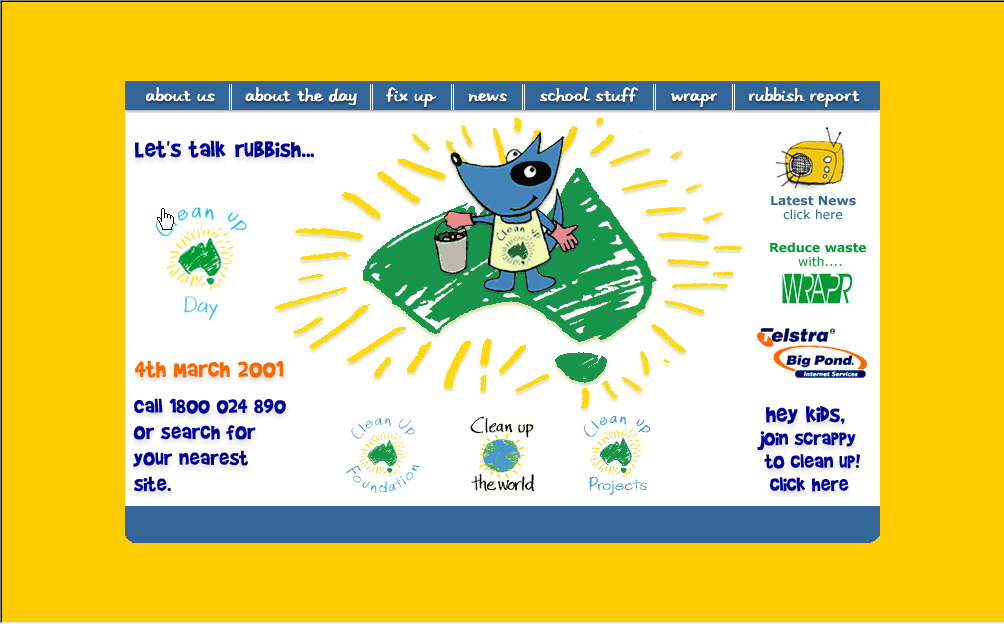 about us
about the day
fix up
news
school stuff
wrapr
rubbish report
Let's talk rubbish...
Clean up
Day
4th March 2001
call 1800 024 890
or search for
your nearest
site.
Clean up
Clean Up
Foundation
Clean up
the world
Clean up
Projects
Latest News
click here
Reduce waste
with....
WRAPR
Telstra®
Big Pond.
Internet Services
hey kids,
join scrappy
to clean up!
click here